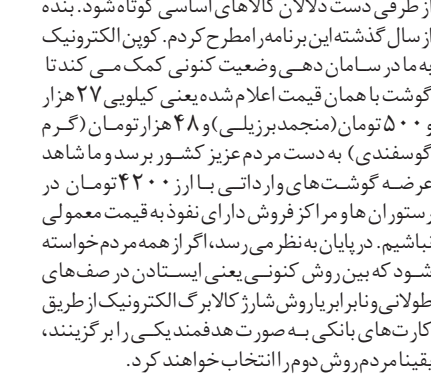 از طرفی دست دلالان کالاهای اساسی کوتاه شود. بنده
از سال گذشته این برنامه را مطرح کردم. کوپن الکترونیک
به ما در سامان دهی وضعیت کنونی کمک می کند تا
گوشت با همان قیمت اعلام شده یعنی کیلویی ۲۷ هزار
و ۵۰۰ تومان (منجمد برزیلی) و ۴۸ هزار تومان (گرم
گوسفندی) به دست مردم عزیز کشور برسد و ما شاهد
عرضه گوشت‌های وارداتی با ارز ۴۲۰۰ تومان در
رستوران ها و مراکز فروش دارای نفوذ به قیمت معمولی
نباشیم. در پایان به نظر می رسد، اگر از همه مردم خواسته
شود که بین روش کنونی یعنی ایستادن در صف های
طولانی و نابرابر یا روش شارژ کالابرگ الکترونیک از طریق
کارت های بانکی به صورت هدفمند یکی را برگزینند،
یقینا مردم روش دوم را انتخاب خواهند کرد.